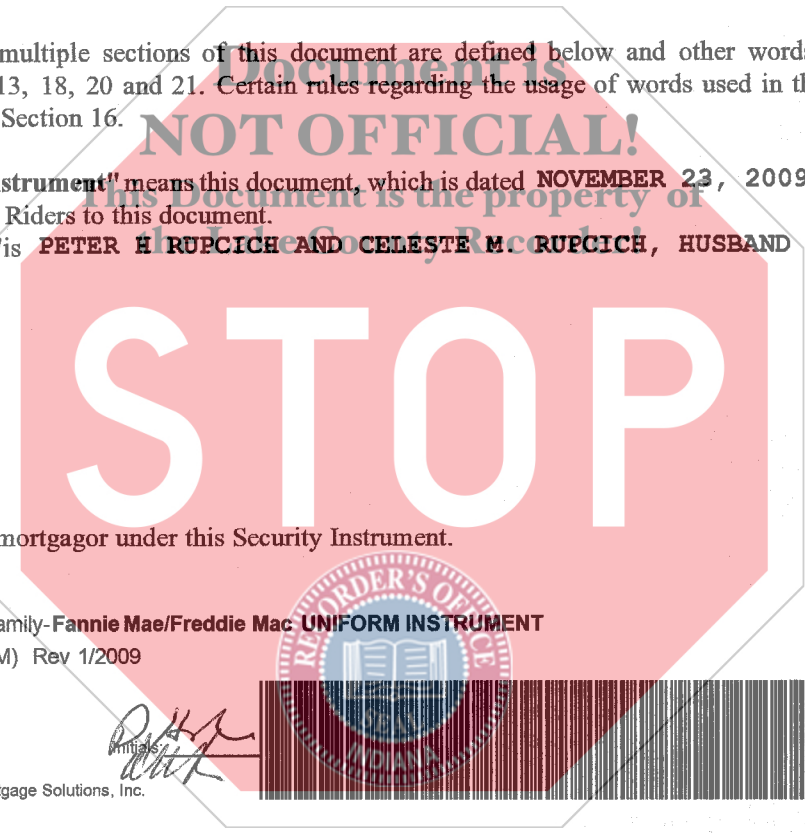 multiple sections of this document are defined below and other words
Document is
13, 18, 20 and 21. Certain rules regarding the usage of words used in th
Section 16.
NOT OFFICIAL!
strument" means this document, which is dated NOVEMBER 23, 2009
This Document is the property of
Riders to this document.
the Lake County Recorder!
is PETER H RUPCICH AND CELESTE M. RUPCICH, HUSBAND
STOP
mortgagor under this Security Instrument.
RECORDER'S OFFICE
amily-Fannie Mae/Freddie Mac UNIFORM INSTRUMENT
M) Rev 1/2009
SEAL
Initials:
INDIANA
tgage Solutions, Inc.